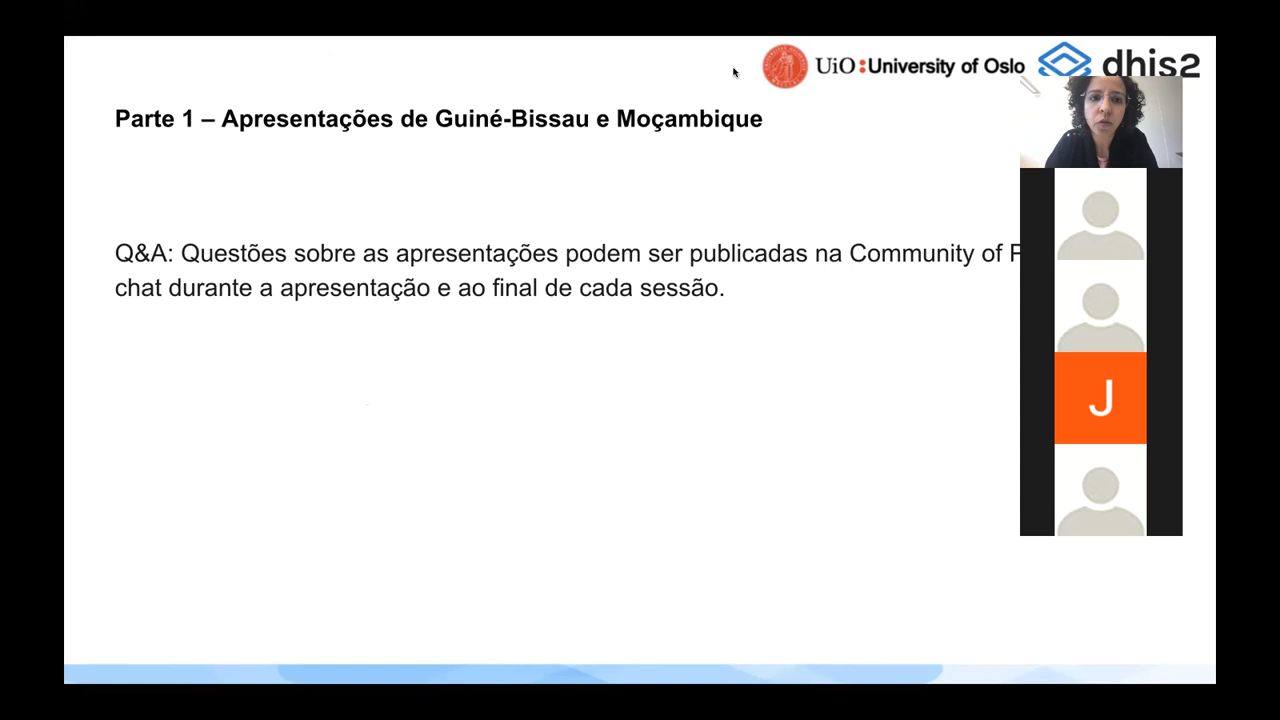 UiO:University of Oslo
dhis2
Parte 1 – Apresentações de Guiné-Bissau e Moçambique
Q&A: Questões sobre as apresentações podem ser publicadas na Community of
chat durante a apresentação e ao final de cada sessão.
J